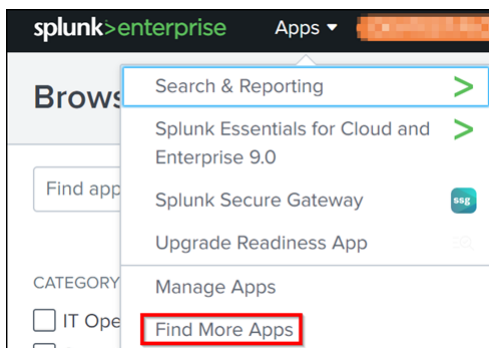 splunk>enterprise Apps
Brows
Search & Reporting
Splunk Essentials for Cloud and
Enterprise 9.0
Find app
Splunk Secure Gateway
ssg
Upgrade Readiness App
CATEGORY
Manage Apps
IT Ope
Find More Apps